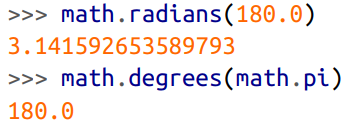 >>> math.radians(180.0)
3.141592653589793
>>> math.degrees(math.pi)
180.0